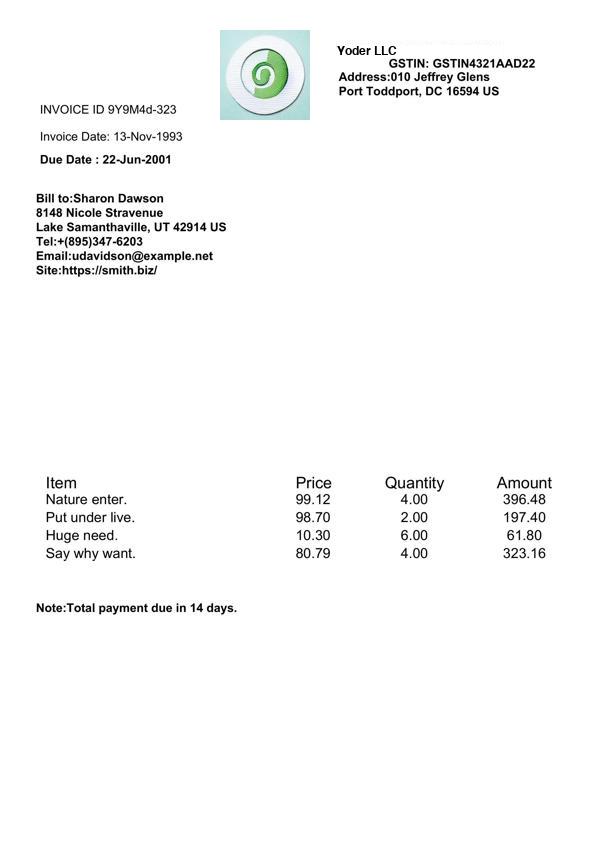 Yoder LLC
GSTIN: GSTIN4321AAD22
Address:010 Jeffrey Glens
Port Toddport, DC 16594 US
INVOICE ID 9Y9M4d-323
Invoice Date: 13-Nov-1993
Due Date : 22-Jun-2001
Bill to:Sharon Dawson
8148 Nicole Stravenue
Lake Samanthaville, UT 42914 US
Tel:+(895)347-6203
Email:udavidson@example.net
Site:https://smith.biz/
Item Price Quantity Amount
Nature enter. 99.12 4.00 396.48
Put under live. 98.70 2.00 197.40
Huge need. 10.30 6.00 61.80
Say why want. 80.79 4.00 323.16
Note:Total payment due in 14 days.